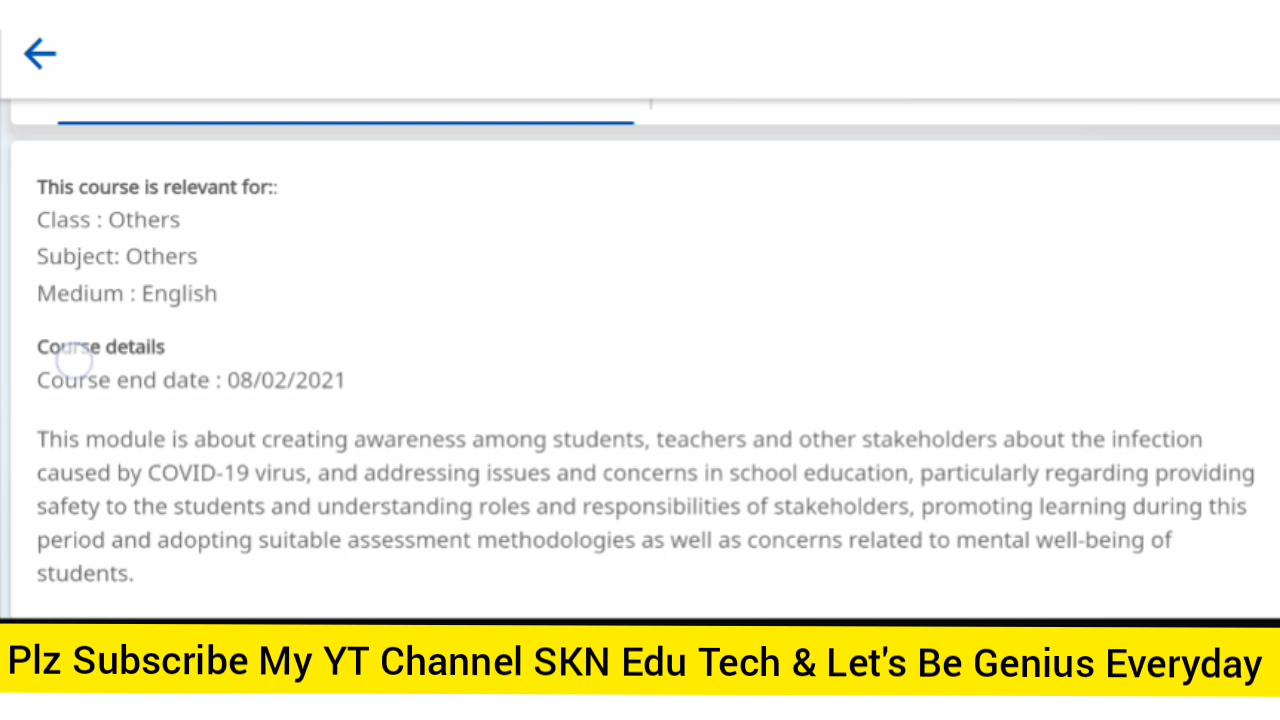 This course is relevant for::
Class : Others
Subject: Others
Medium : English
Course details
Course end date : 08/02/2021
This module is about creating awareness among students, teachers and other stakeholders about the infection
caused by COVID-19 virus, and addressing issues and concerns in school education, particularly regarding providing
safety to the students and understanding roles and responsibilities of stakeholders, promoting learning during this
period and adopting suitable assessment methodologies as well as concerns related to mental well-being of
students.
Plz Subscribe My YT Channel SKN Edu Tech & Let's Be Genius Everyday